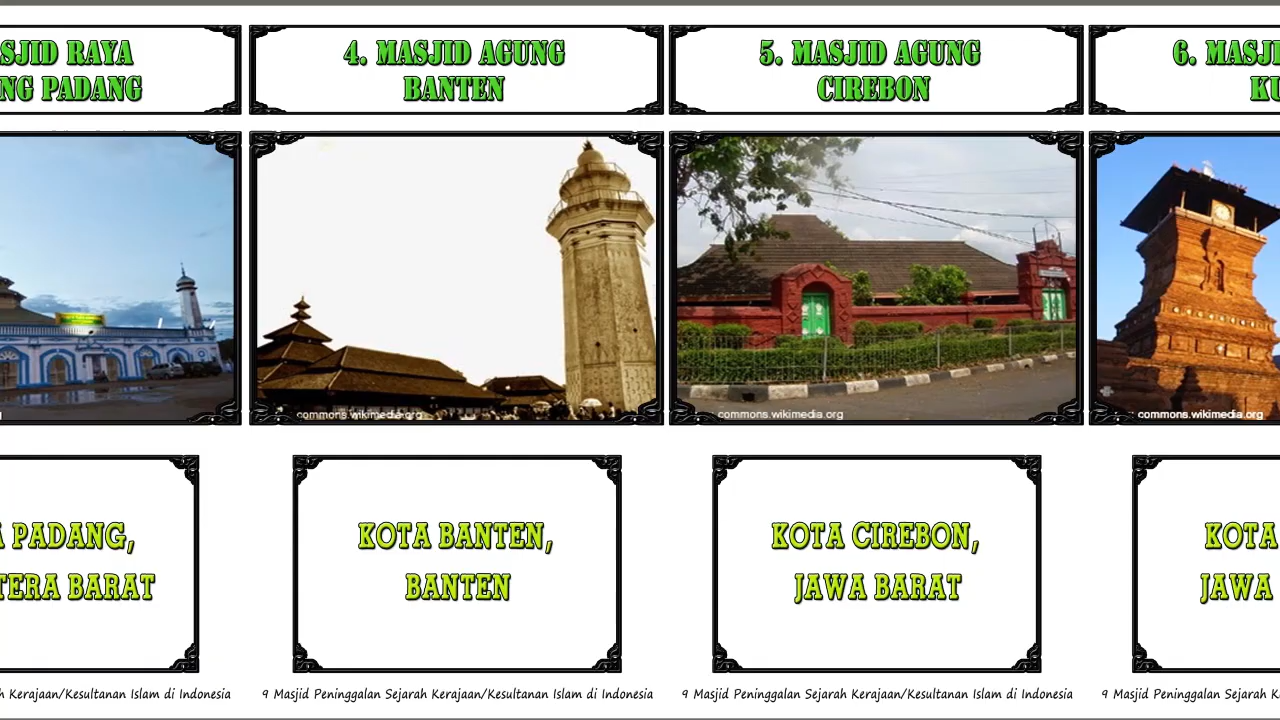 SJID RAYA
NG PADANG
4. MASJID AGUNG
BANTEN
5. MASJID AGUNG
CIREBON
6. MASJI
KU
commons.wikimedia.org
commons.wikimedia.org
commons.wikimedia.org
A PADANG,
TERA BARAT
KOTA BANTEN,
BANTEN
KOTA CIREBON,
JAWA BARAT
KOTA
JAWA
h Kerajaan/Kesultanan Islam di Indonesia
9 Masjid Peninggalan Sejarah Kerajaan/Kesultanan Islam di Indonesia
9 Masjid Peninggalan Sejarah Kerajaan/Kesultanan Islam di Indonesia
9 Masjid Peninggalan Sejarah K